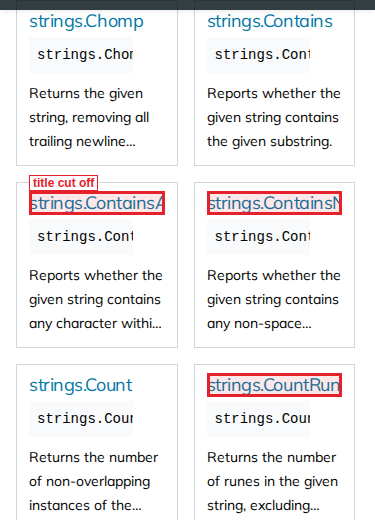 strings.Chomp
strings.Chom
Returns the given
string, removing all
trailing newline...
strings.Contains
strings.Cont
Reports whether the
given string contains
the given substring.
title cut off
strings.ContainsA
strings.Cont
Reports whether the
given string contains
any character withi...
strings.ContainsN
strings.Cont
Reports whether the
given string contains
any non-space...
strings.Count
strings.Cour
Returns the number
of non-overlapping
instances of the...
strings.CountRun
strings.Cour
Returns the number
of runes in the given
string, excluding...